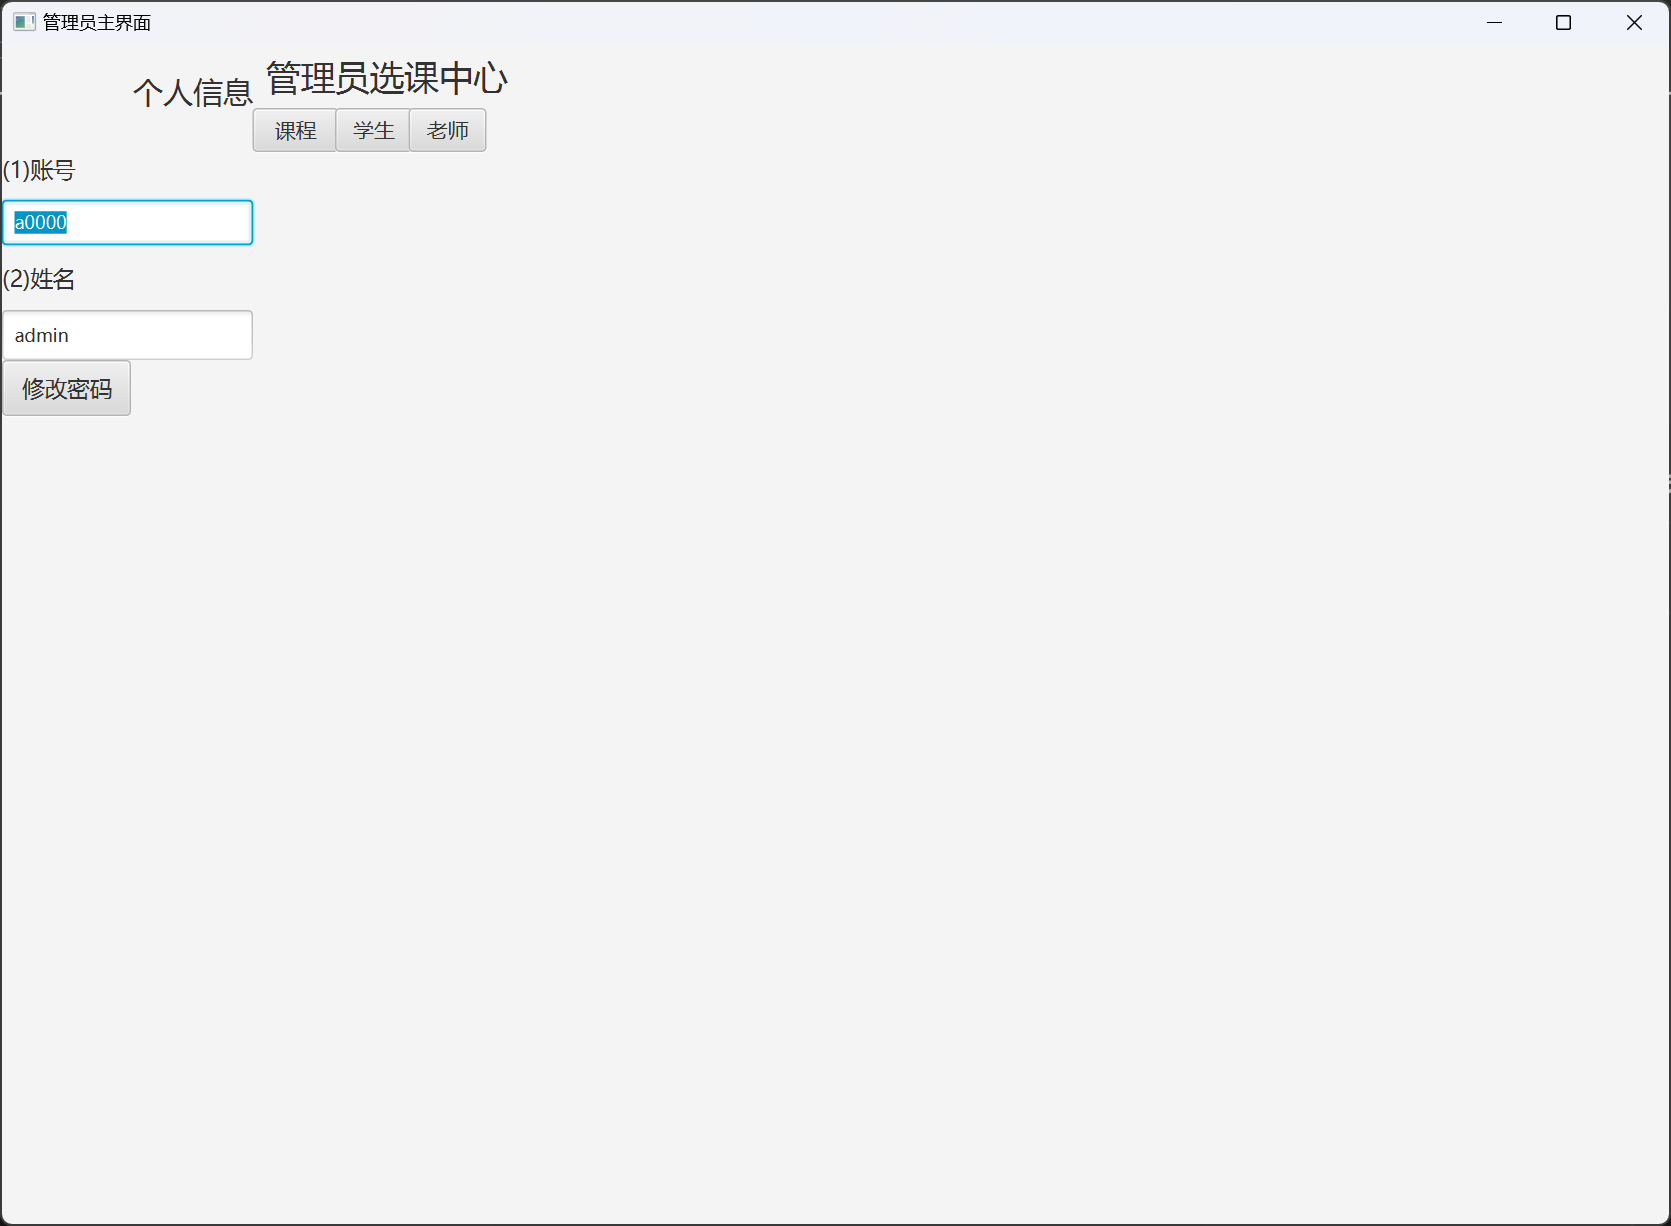 管理员主界面
个人信息
管理员选课中心
课程 学生 老师
(1)账号
a0000
(2)姓名
admin
修改密码